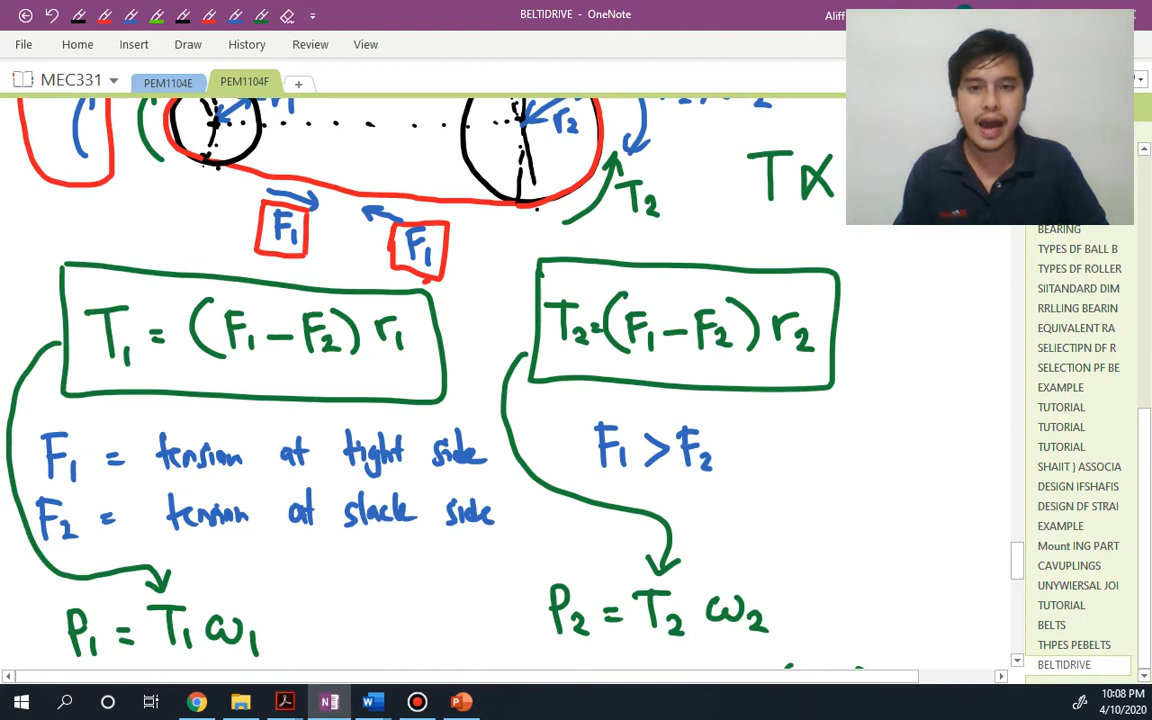 BELTIDRIVE - OneNote
Aliff
File Home Insert Draw History Review View
MEC331
PEM1104E
PEM1104F
r2
T2
T ∝
F1
F1
T1 = (F1 - F2) r1
T2 = (F1 - F2) r2
F1 = tension at tight side
F1 > F2
F2 = tension at slack side
P1 = T1 ω1
P2 = T2 ω2
BEARING
TYPES DF BALL B
TYPES DF ROLLER
SIITANDARD DIM
RRLLING BEARIN
EQUIVALENT RA
SELIECTIPN DF R
SELECTION PF BE
EXAMPLE
TUTORIAL
TUTORIAL
TUTORIAL
SHAIIT } ASSOCIA
DESIGN IFSHAFIS
DESIGN DF STRAI
EXAMPLE
Mount ING PART
CAVUPLINGS
UNYWIERSAL JOI
TUTORIAL
BELTS
THPES PEBELTS
BELTIDRIVE
10:08 PM
4/10/2020